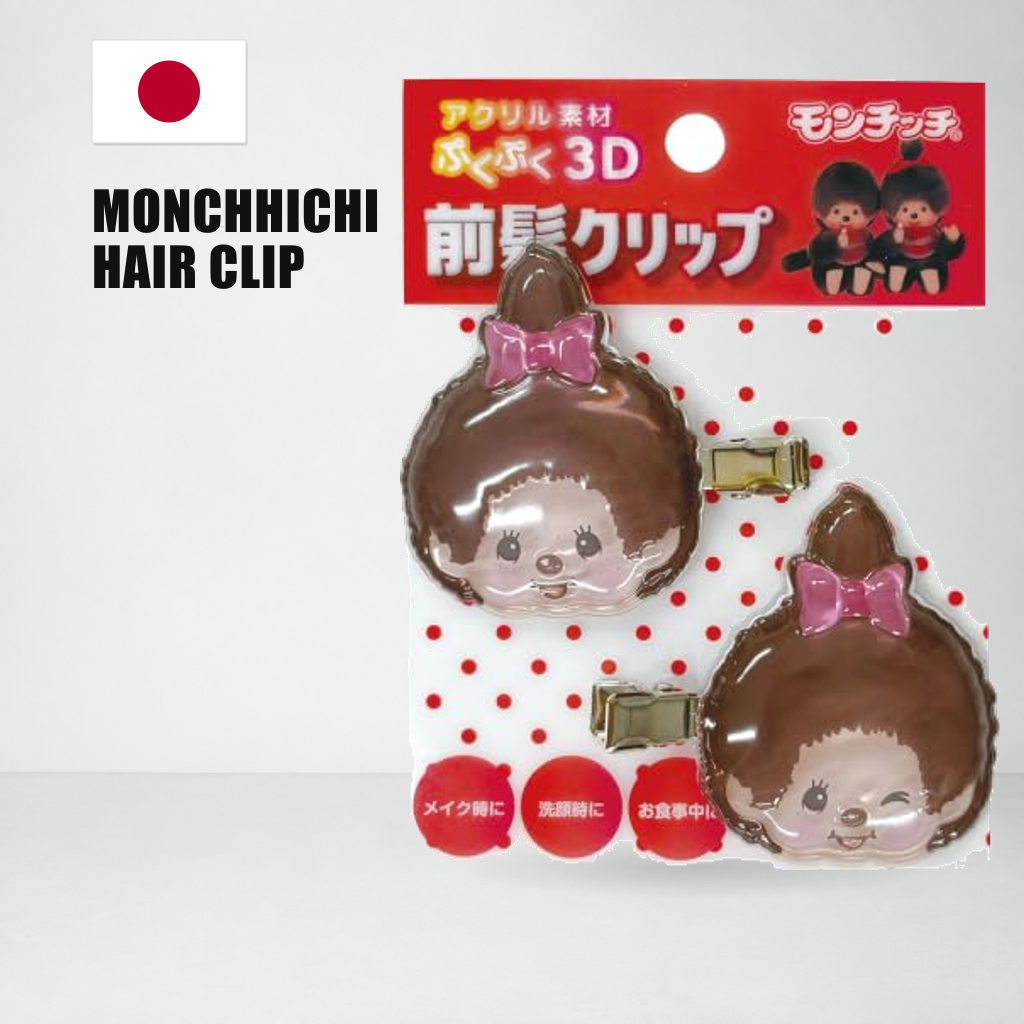 MONCHHICHI
HAIR CLIP
アクリル素材
ぷくぷく3D
モンチッチ®
前髪クリップ
メイク時に
洗顔時に
お食事中に